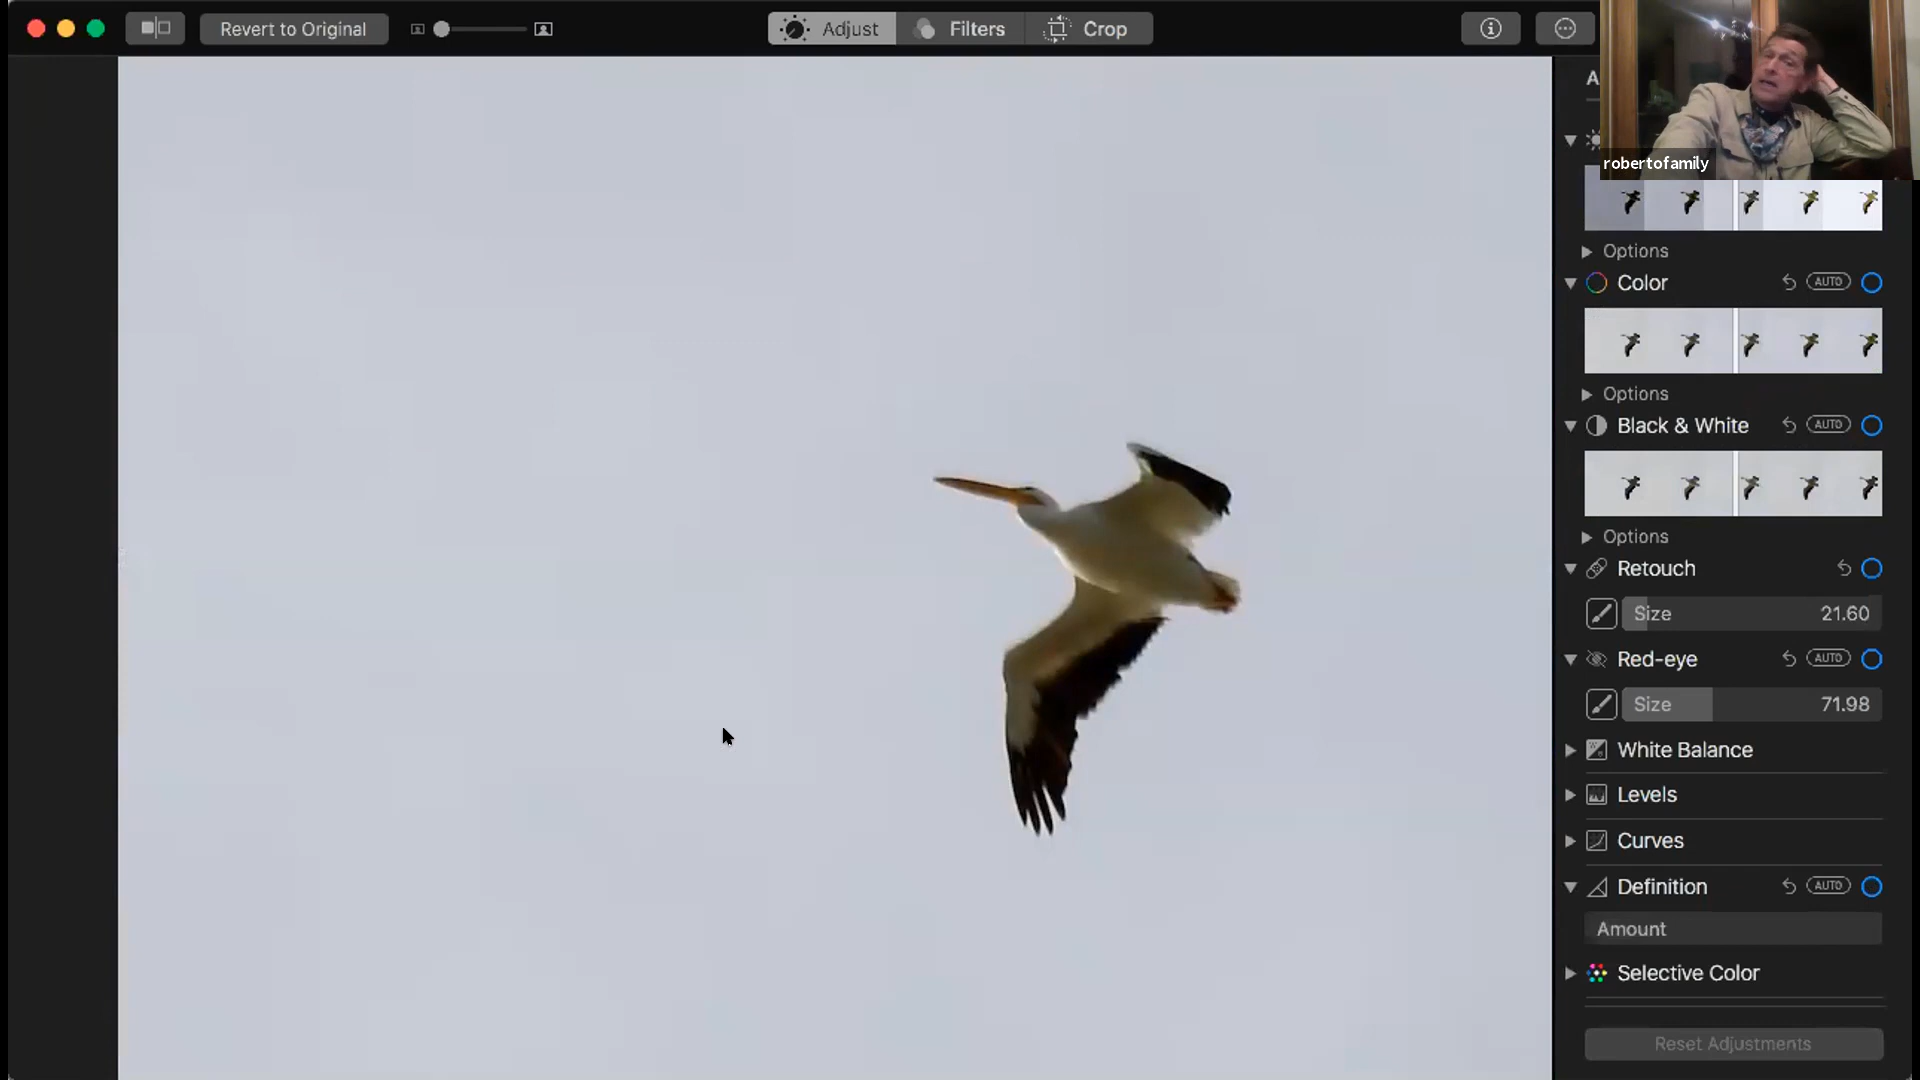 Revert to Original
Adjust
Filters
Crop
robertofamily
A
Options
Color
AUTO
Options
Black & White
AUTO
Options
Retouch
Size 21.60
Red-eye
AUTO
Size 71.98
White Balance
Levels
Curves
Definition
AUTO
Amount
Selective Color
Reset Adjustments